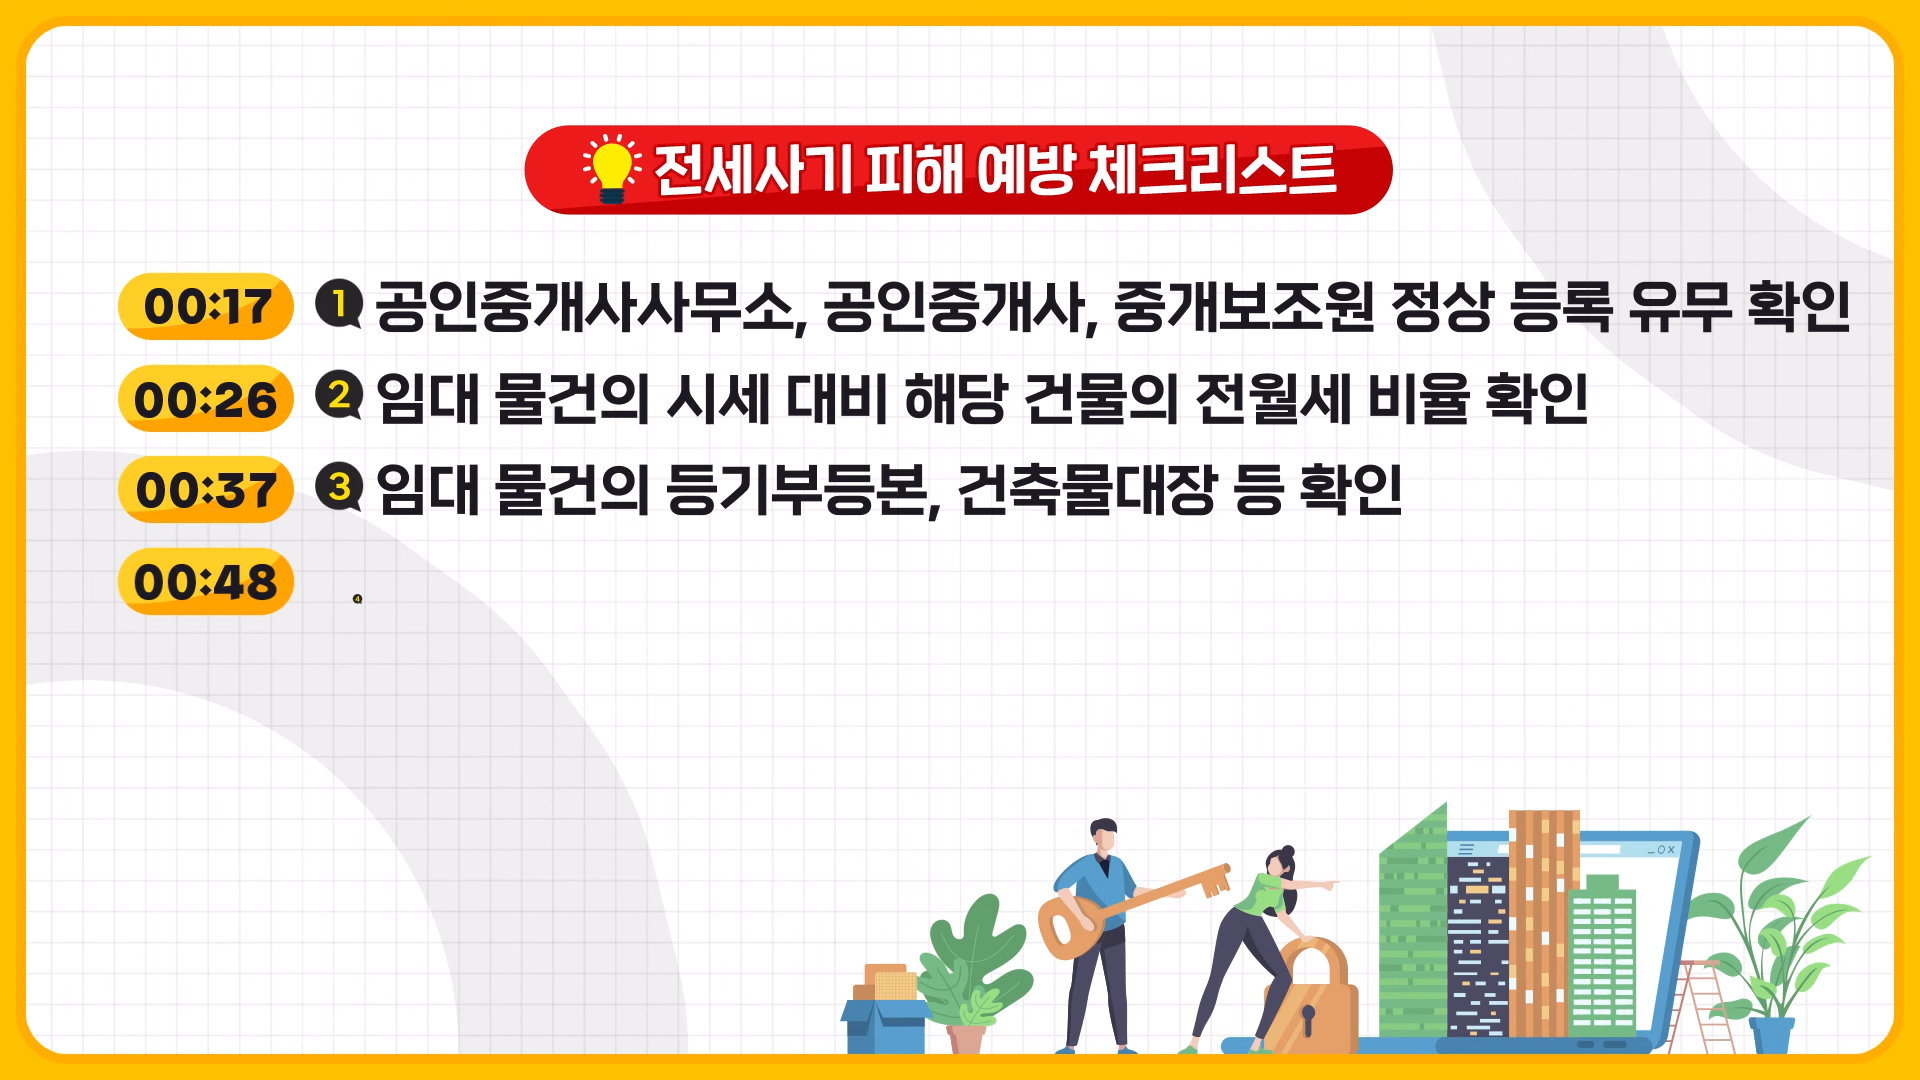 전세사기 피해 예방 체크리스트
00:17 1 공인중개사사무소, 공인중개사, 중개보조원 정상 등록 유무 확인
00:26 2 임대 물건의 시세 대비 해당 건물의 전월세 비율 확인
00:37 3 임대 물건의 등기부등본, 건축물대장 등 확인
00:48 4